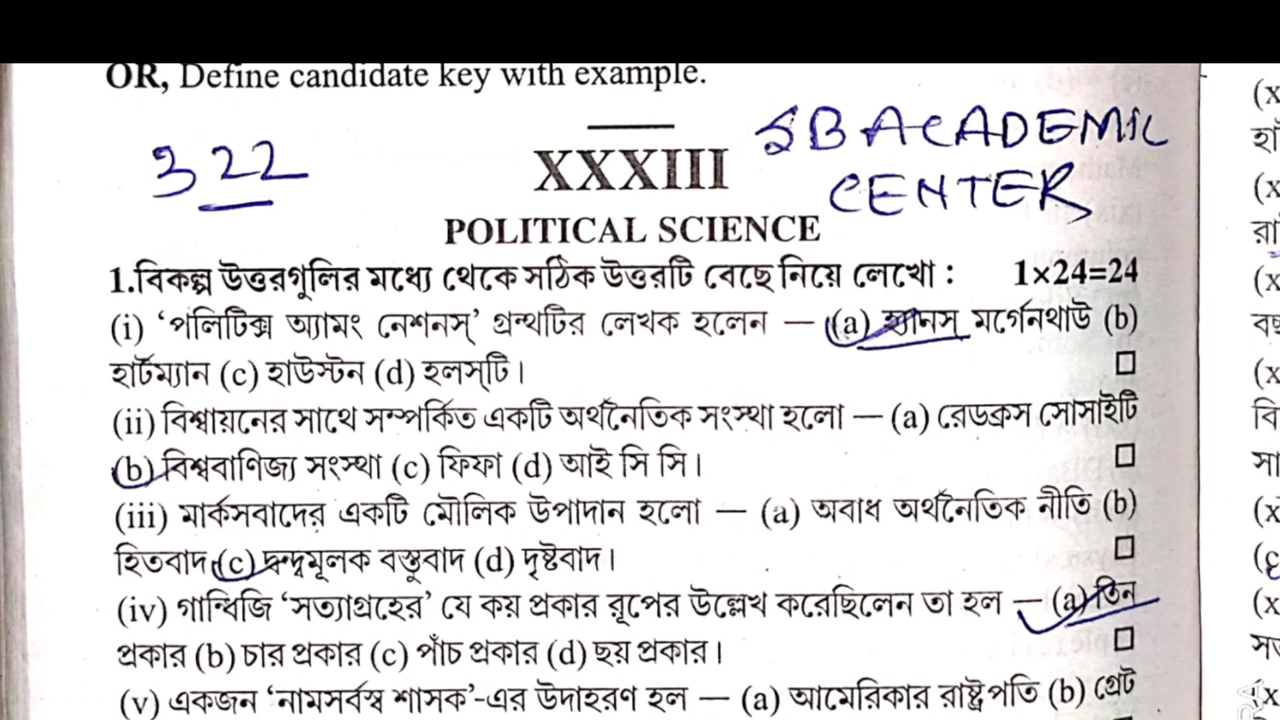 OR, Define candidate key with example.
322
SB ACADEMIC
CENTER
XXXIII
POLITICAL SCIENCE
1.বিকল্প উত্তরগুলির মধ্যে থেকে সঠিক উত্তরটি বেছে নিয়ে লেখো : 1×24=24
(i) ‘পলিটিক্স অ্যামং নেশনস্’ গ্রন্থটির লেখক হলেন — (a) হ্যানস্ মর্গেনথাউ (b)
হার্টম্যান (c) হাউস্টন (d) হলস্‌টি। □
(ii) বিশ্বায়নের সাথে সম্পর্কিত একটি অর্থনৈতিক সংস্থা হলো — (a) রেডক্রস সোসাইটি
(b) বিশ্ববাণিজ্য সংস্থা (c) ফিফা (d) আই সি সি। □
(iii) মার্কসবাদের একটি মৌলিক উপাদান হলো — (a) অবাধ অর্থনৈতিক নীতি (b)
হিতবাদ (c) দ্বন্দ্বমূলক বস্তুবাদ (d) দৃষ্টবাদ। □
(iv) গান্ধিজি ‘সত্যাগ্রহের’ যে কয় প্রকার রূপের উল্লেখ করেছিলেন তা হল — (a) তিন
প্রকার (b) চার প্রকার (c) পাঁচ প্রকার (d) ছয় প্রকার। □
(v) একজন ‘নামসর্বস্ব শাসক’-এর উদাহরণ হল — (a) আমেরিকার রাষ্ট্রপতি (b) গ্রেট